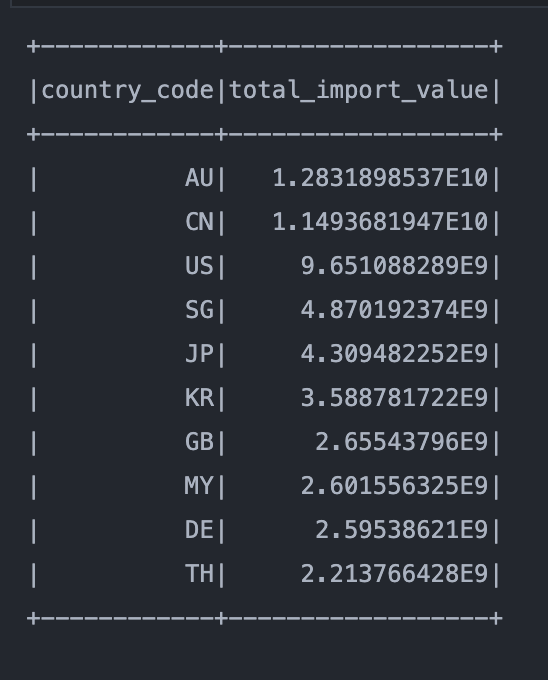 +------------+------------------+
|country_code|total_import_value|
+------------+------------------+
|          AU|   1.2831898537E10|
|          CN|   1.1493681947E10|
|          US|     9.651088289E9|
|          SG|     4.870192374E9|
|          JP|     4.309482252E9|
|          KR|     3.588781722E9|
|          GB|      2.65543796E9|
|          MY|     2.601556325E9|
|          DE|      2.59538621E9|
|          TH|     2.213766428E9|
+------------+------------------+